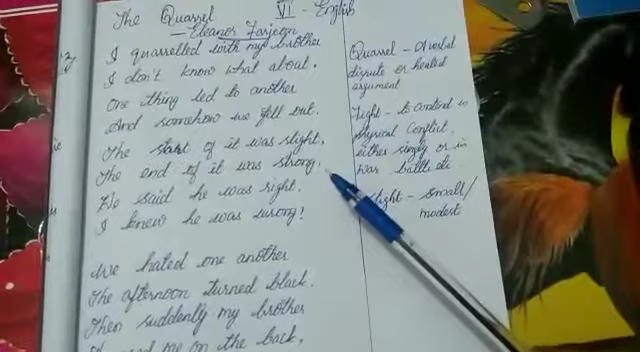 The Quarrel VI - English
- Eleaner Farjeon
I quarrelled with my brother
I don't know what about.
One thing led to another
And somehow we fell out.
The start of it was slight,
The end of it was strong.
We said he was right.
I knew he was wrong!
We hated one another
The afternoon turned black.
Then suddenly my brother
me on the back,
Quarrel - A verbal
dispute or heated
argument
Fight - to contend in
physical conflict,
either singly or in
war, battle etc
slight - small/
modest